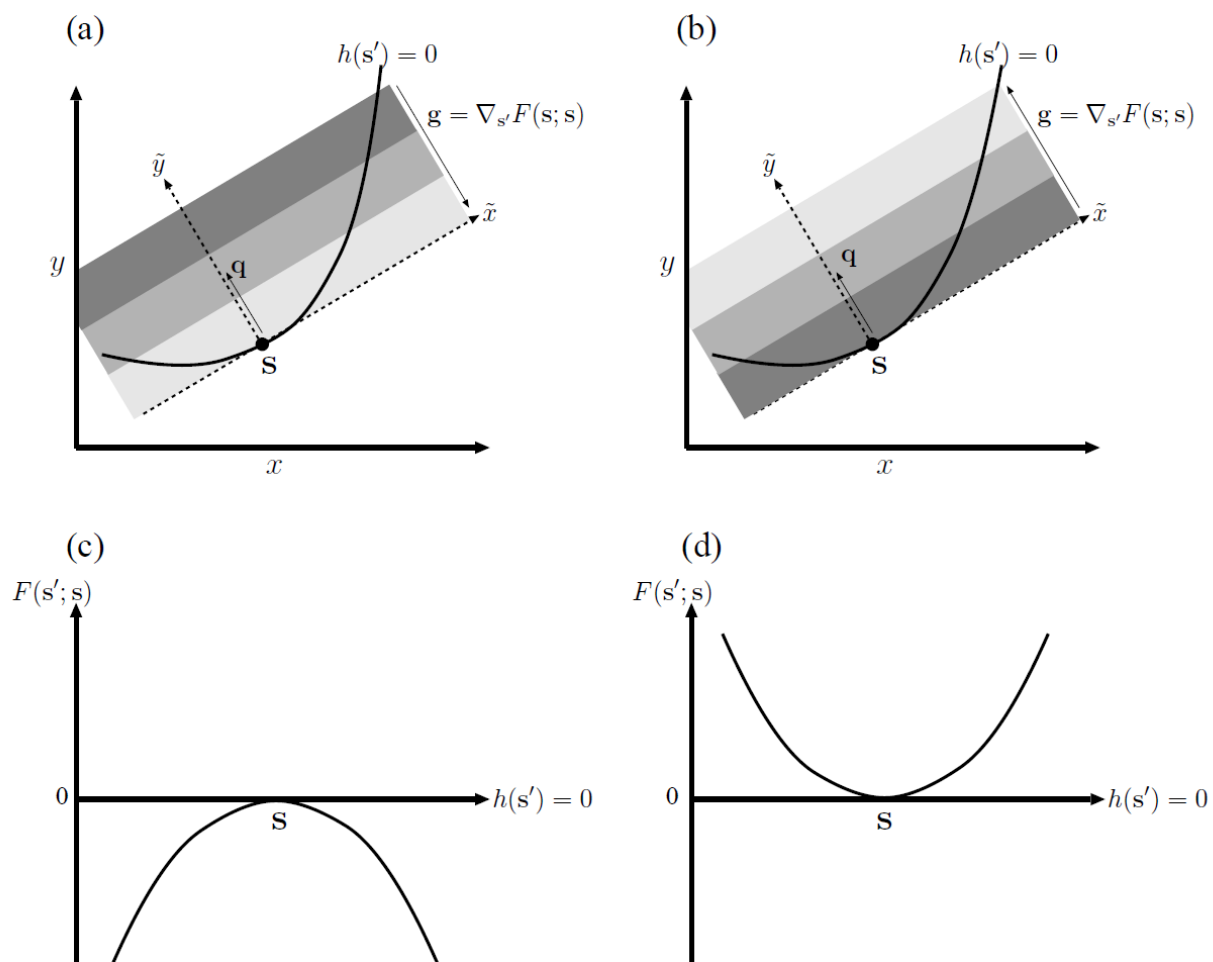 (a)
h(s′) = 0
g = ∇s′F(s; s)
ỹ
x̃
y
q
s
x
(b)
h(s′) = 0
g = ∇s′F(s; s)
ỹ
x̃
y
q
s
x
(c)
F(s′; s)
0
h(s′) = 0
s
(d)
F(s′; s)
0
h(s′) = 0
s